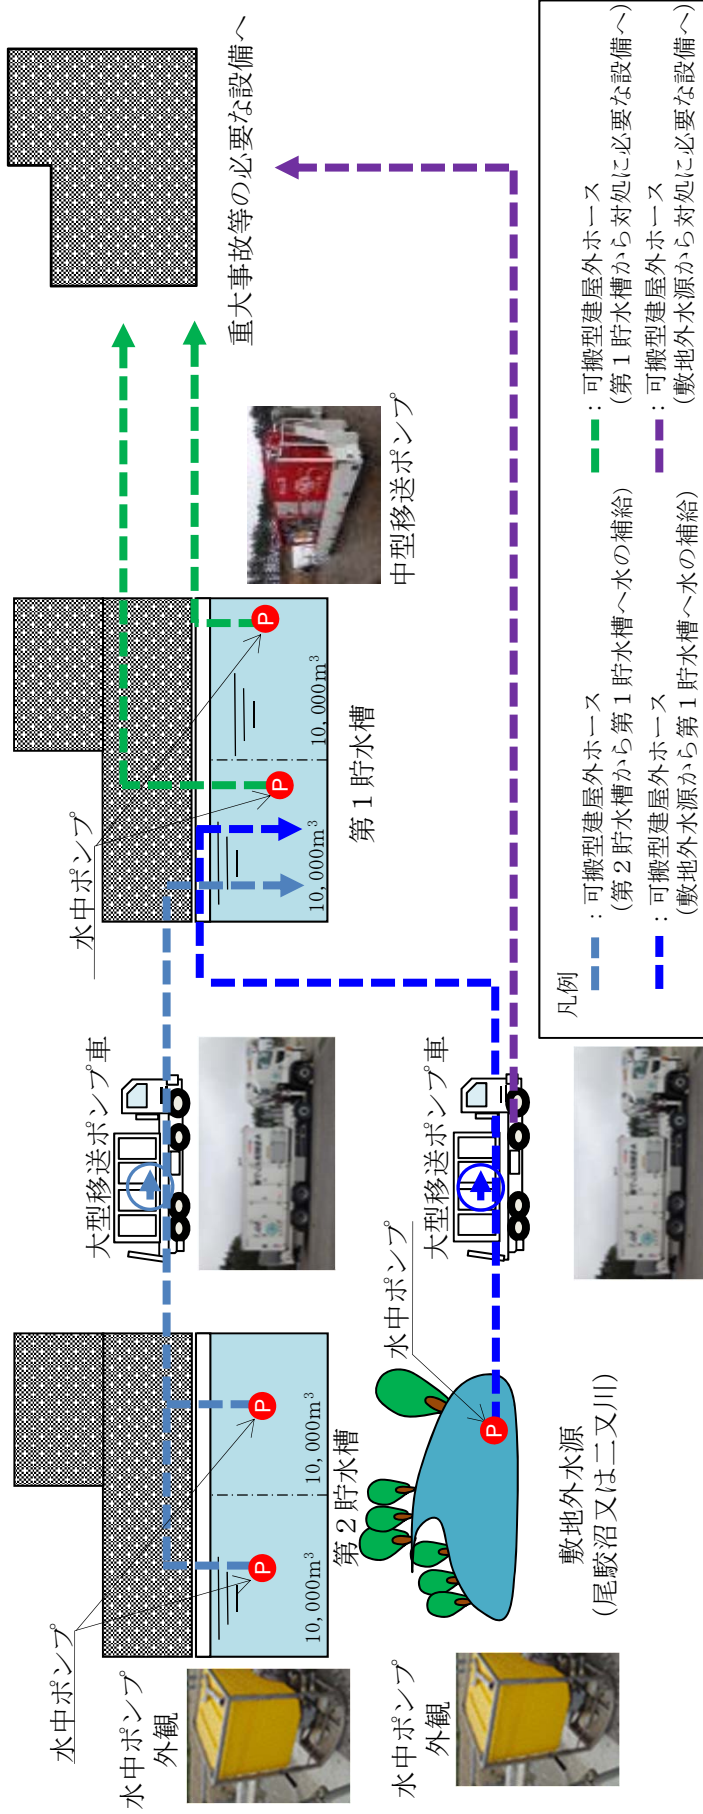 水中ポンプ
水中ポンプ
外観
10,000m³
10,000m³
第２貯水槽
大型移送ポンプ車
水中ポンプ
10,000m³
10,000m³
第１貯水槽
中型移送ポンプ
重大事故等の必要な設備へ
水中ポンプ
外観
敷地外水源
(尾駮沼又は二又川)
水中ポンプ
大型移送ポンプ車
P
P
P
P
P
凡例
：可搬型建屋外ホース
(第２貯水槽から第１貯水槽へ水の補給)
：可搬型建屋外ホース
(第１貯水槽から対処に必要な設備へ)
：可搬型建屋外ホース
(敷地外水源から第１貯水槽へ水の補給)
：可搬型建屋外ホース
(敷地外水源から対処に必要な設備へ)